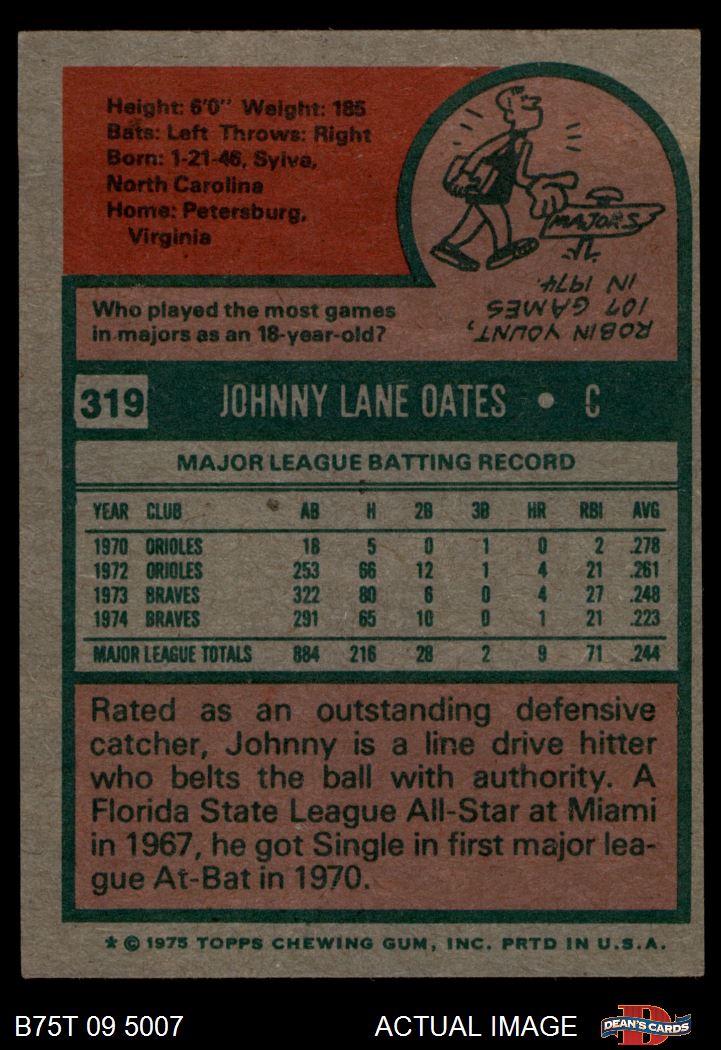 Height: 6'0" Weight: 185
Bats: Left Throws: Right
Born: 1-21-46, Sylva,
North Carolina
Home: Petersburg,
Virginia
MAJORS
Who played the most games
in majors as an 18-year-old?
ROBIN YOUNT,
107 GAMES
IN 1974.
319 JOHNNY LANE OATES • C
MAJOR LEAGUE BATTING RECORD
YEAR CLUB AB H 2B 3B HR RBI AVG
1970 ORIOLES 18 5 0 1 0 2 .278
1972 ORIOLES 253 66 12 1 4 21 .261
1973 BRAVES 322 80 6 0 4 27 .248
1974 BRAVES 291 65 10 0 1 21 .223
MAJOR LEAGUE TOTALS 884 216 28 2 9 71 .244
Rated as an outstanding defensive
catcher, Johnny is a line drive hitter
who belts the ball with authority. A
Florida State League All-Star at Miami
in 1967, he got Single in first major lea-
gue At-Bat in 1970.
* © 1975 TOPPS CHEWING GUM, INC. PRTD IN U.S.A.
B75T 09 5007 ACTUAL IMAGE DEAN'S CARDS